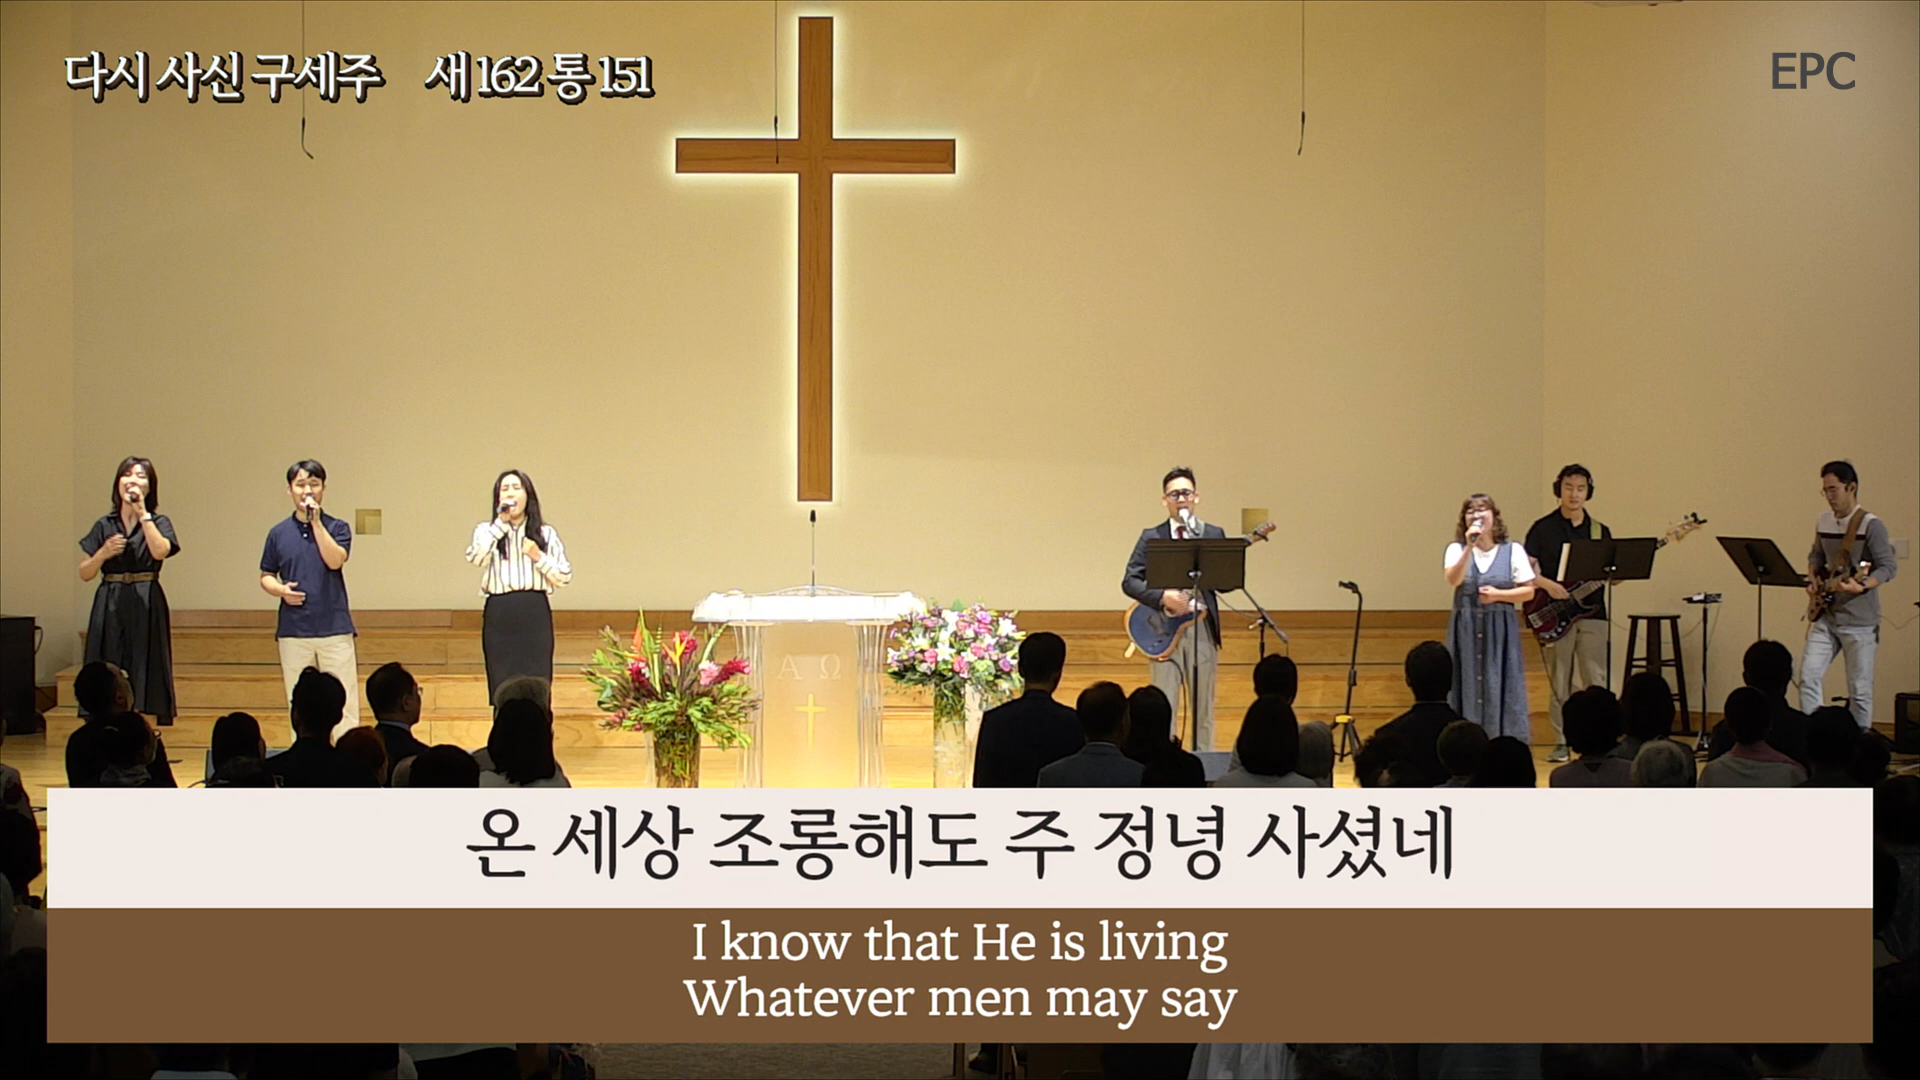 다시 사신 구세주 새 162 통 151
EPC
Α Ω
온 세상 조롱해도 주 정녕 사셨네
I know that He is living
Whatever men may say